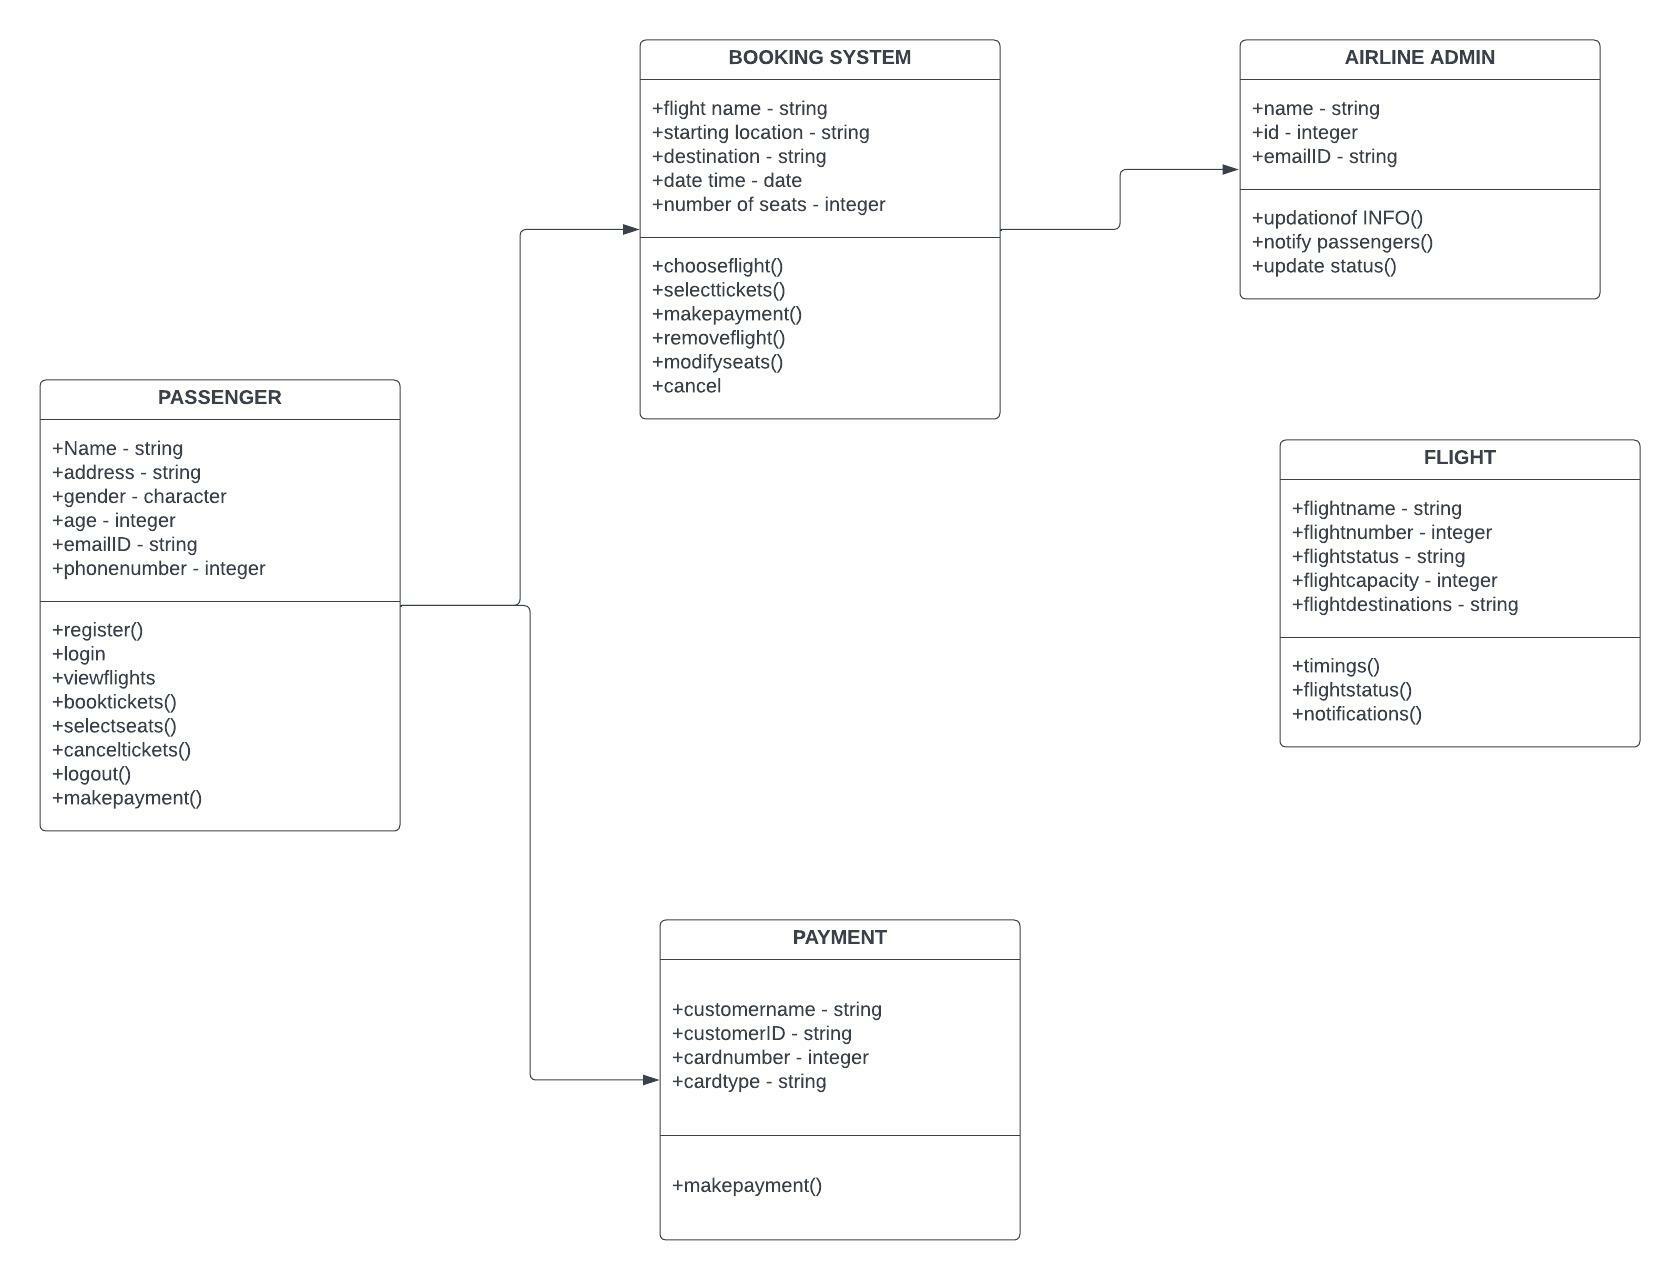 BOOKING SYSTEM
+flight name - string
+starting location - string
+destination - string
+date time - date
+number of seats - integer
+chooseflight()
+selecttickets()
+makepayment()
+removeflight()
+modifyseats()
+cancel
AIRLINE ADMIN
+name - string
+id - integer
+emailID - string
+updationof INFO()
+notify passengers()
+update status()
PASSENGER
+Name - string
+address - string
+gender - character
+age - integer
+emailID - string
+phonenumber - integer
+register()
+login
+viewflights
+booktickets()
+selectseats()
+canceltickets()
+logout()
+makepayment()
FLIGHT
+flightname - string
+flightnumber - integer
+flightstatus - string
+flightcapacity - integer
+flightdestinations - string
+timings()
+flightstatus()
+notifications()
PAYMENT
+customername - string
+customerID - string
+cardnumber - integer
+cardtype - string
+makepayment()